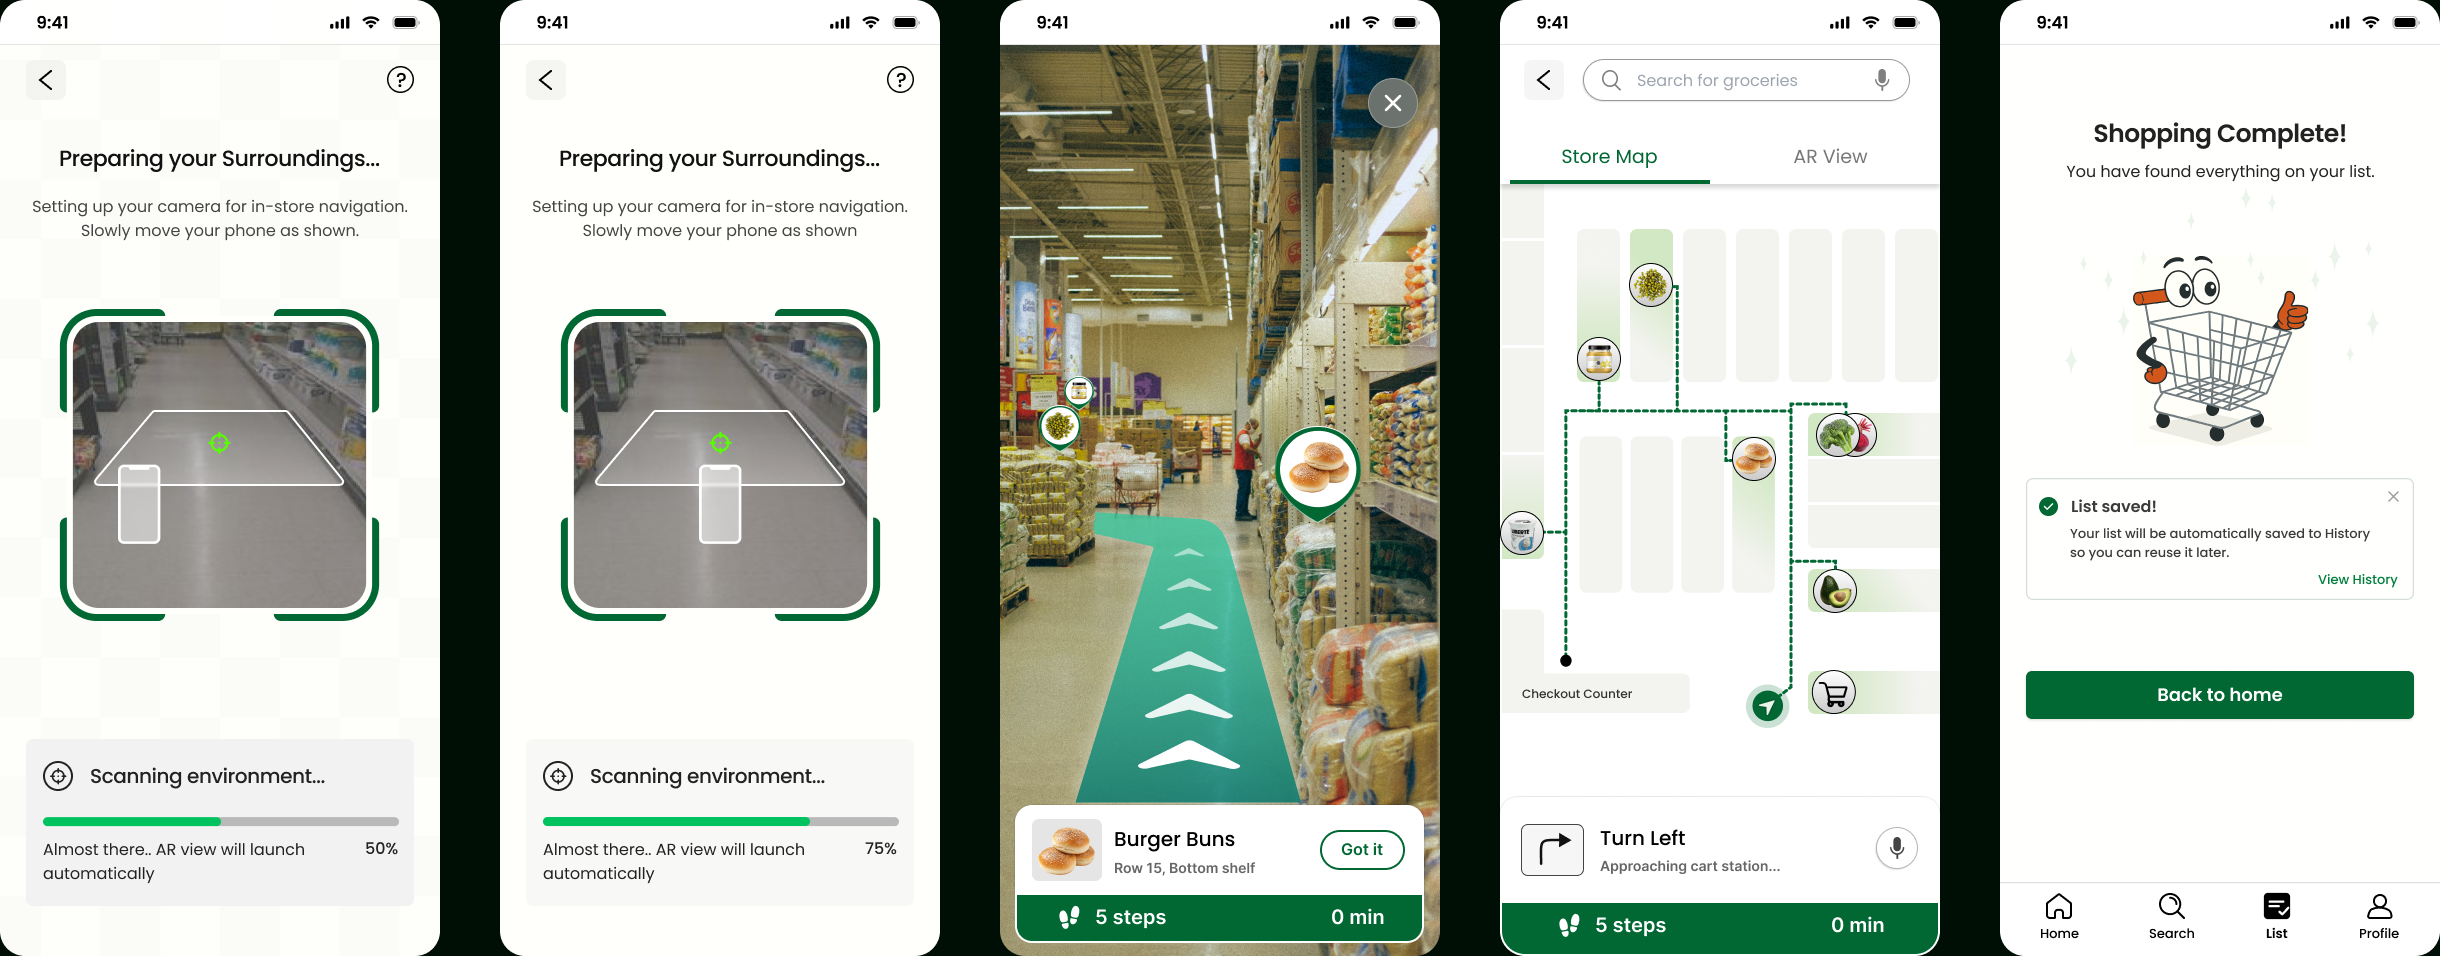 9:41
Preparing your Surroundings...
Setting up your camera for in-store navigation.
Slowly move your phone as shown.
Scanning environment...
Almost there.. AR view will launch
automatically
50%
9:41
Preparing your Surroundings...
Setting up your camera for in-store navigation.
Slowly move your phone as shown
Scanning environment...
Almost there.. AR view will launch
automatically
75%
9:41
Burger Buns
Row 15, Bottom shelf
Got it
5 steps
0 min
9:41
Search for groceries
Store Map
AR View
Checkout Counter
Turn Left
Approaching cart station...
5 steps
0 min
9:41
Shopping Complete!
You have found everything on your list.
List saved!
Your list will be automatically saved to History
so you can reuse it later.
View History
Back to home
Home
Search
List
Profile